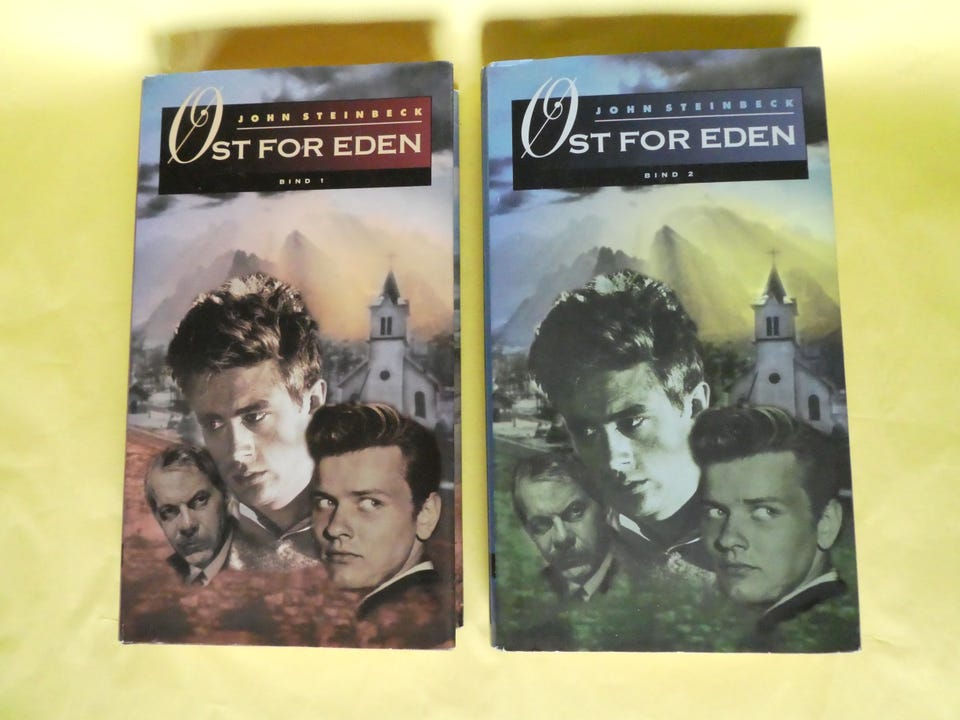 JOHN STEINBECK
ØST FOR EDEN
BIND 1
JOHN STEINBECK
ØST FOR EDEN
BIND 2